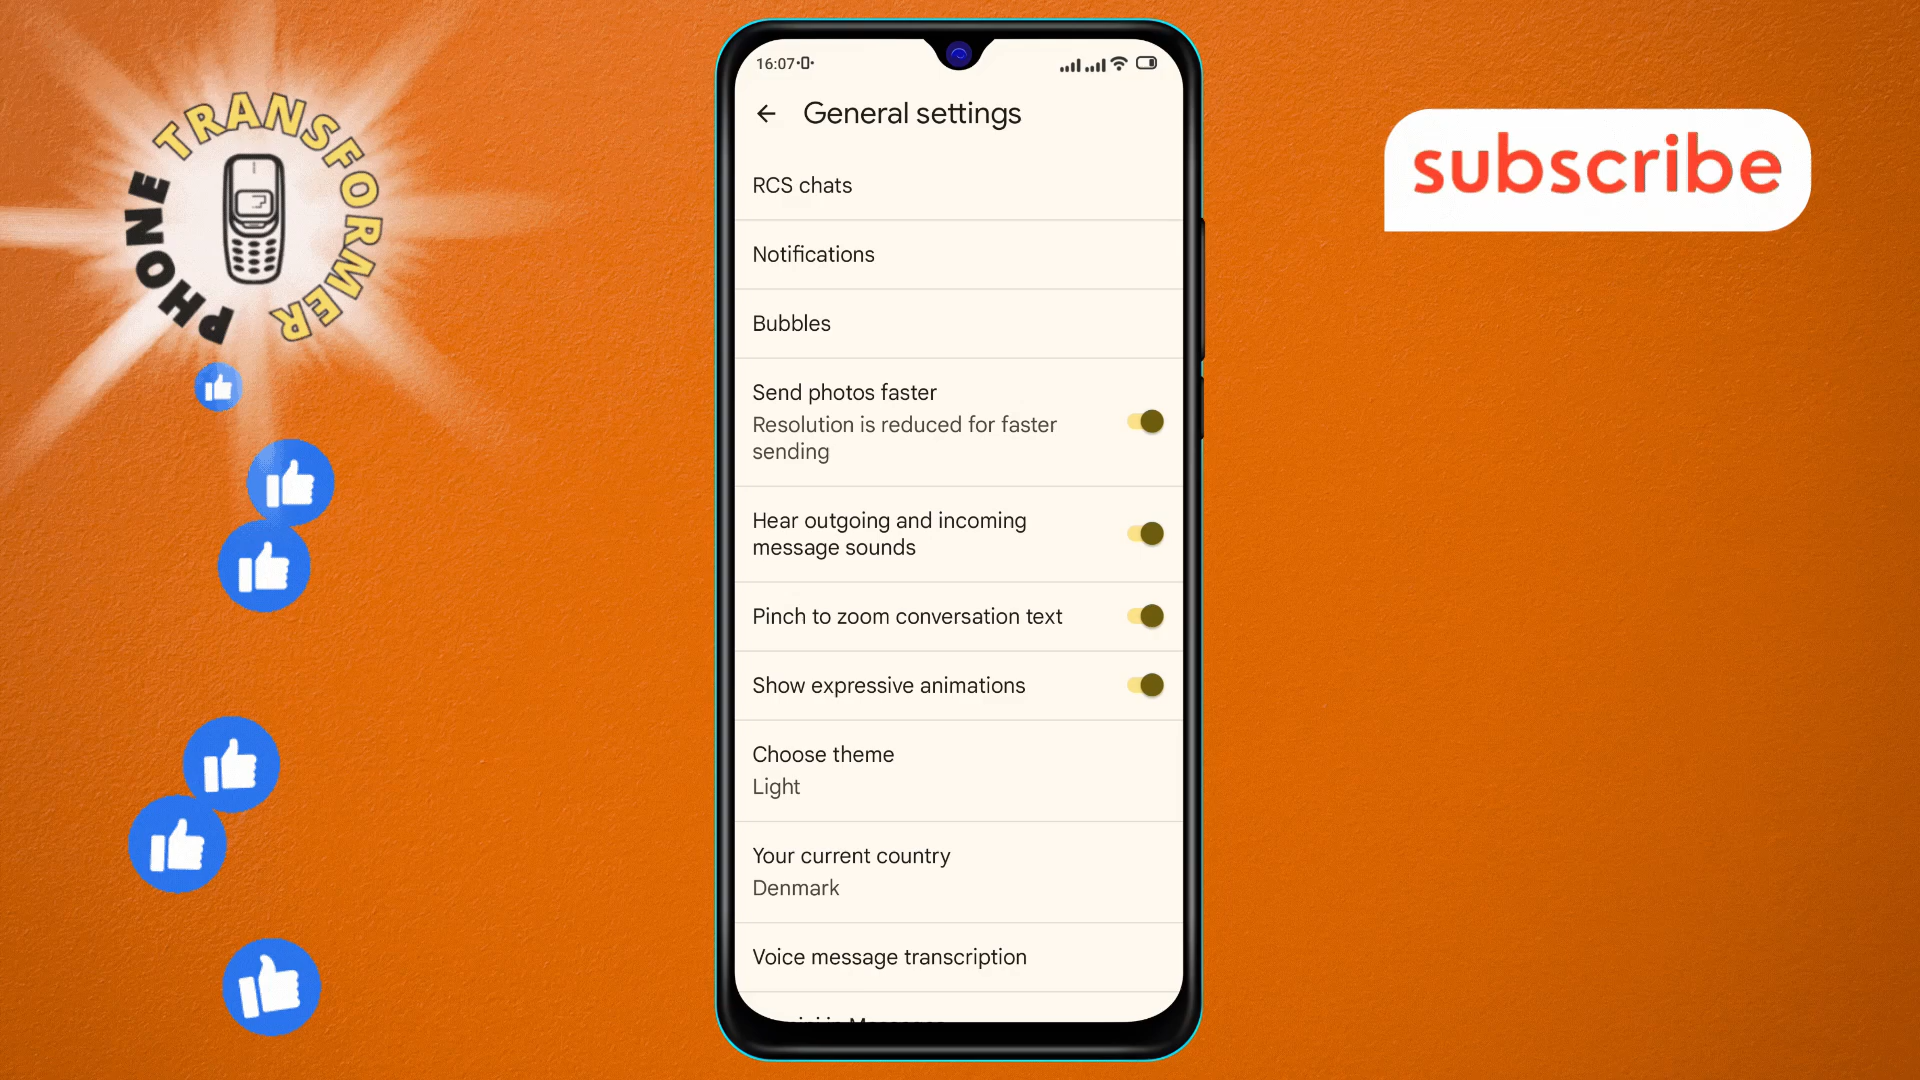 PHONE TRANSFORMER
16:07
General settings
RCS chats
Notifications
Bubbles
Send photos faster
Resolution is reduced for faster
sending
Hear outgoing and incoming
message sounds
Pinch to zoom conversation text
Show expressive animations
Choose theme
Light
Your current country
Denmark
Voice message transcription
subscribe